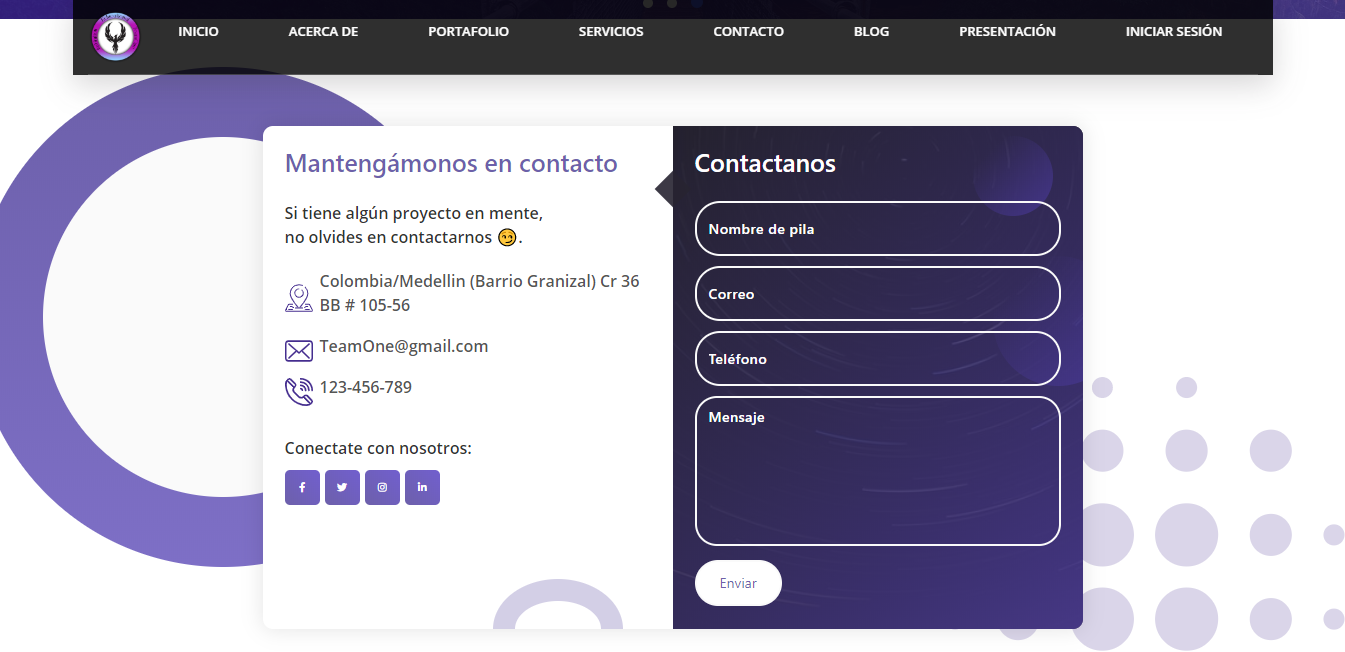 INICIO ACERCA DE PORTAFOLIO SERVICIOS CONTACTO BLOG PRESENTACIÓN INICIAR SESIÓN
Mantengámonos en contacto
Si tiene algún proyecto en mente,
no olvides en contactarnos 😏.
Colombia/Medellin (Barrio Granizal) Cr 36
BB # 105-56
TeamOne@gmail.com
123-456-789
Conectate con nosotros:
Contactanos
Nombre de pila
Correo
Teléfono
Mensaje
Enviar